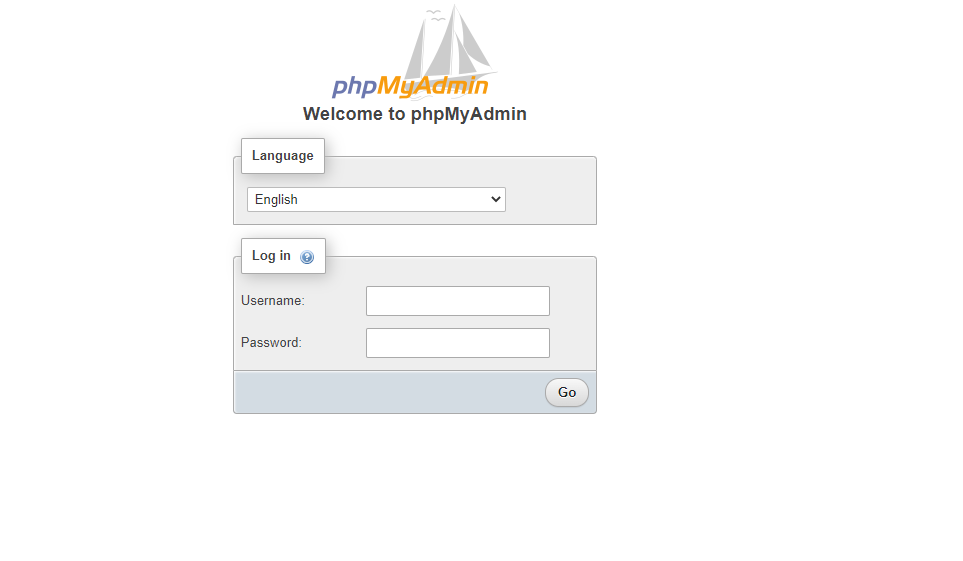 phpMyAdmin
Welcome to phpMyAdmin
Language
English
Log in
Username:
Password:
Go